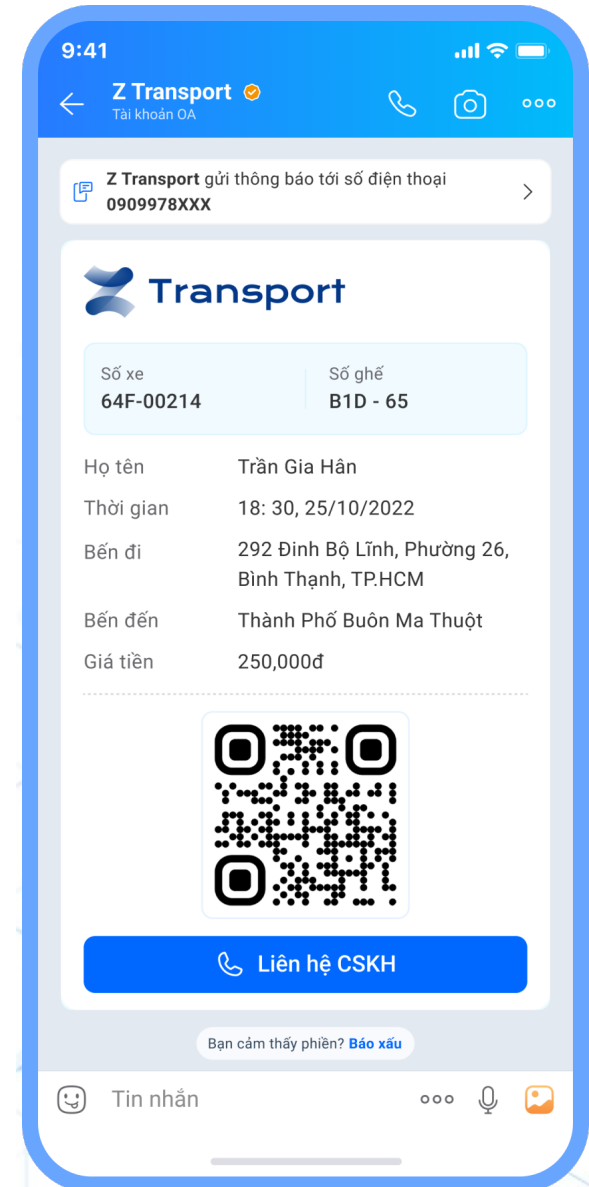 9:41
Z Transport
Tài khoản OA
Z Transport gửi thông báo tới số điện thoại
0909978XXX
Transport
Số xe
Số ghế
64F-00214
B1D - 65
Họ tên
Trần Gia Hân
Thời gian
18: 30, 25/10/2022
Bến đi
292 Đinh Bộ Lĩnh, Phường 26,
Bình Thạnh, TP.HCM
Bến đến
Thành Phố Buôn Ma Thuột
Giá tiền
250,000đ
Liên hệ CSKH
Bạn cảm thấy phiền? Báo xấu
Tin nhắn